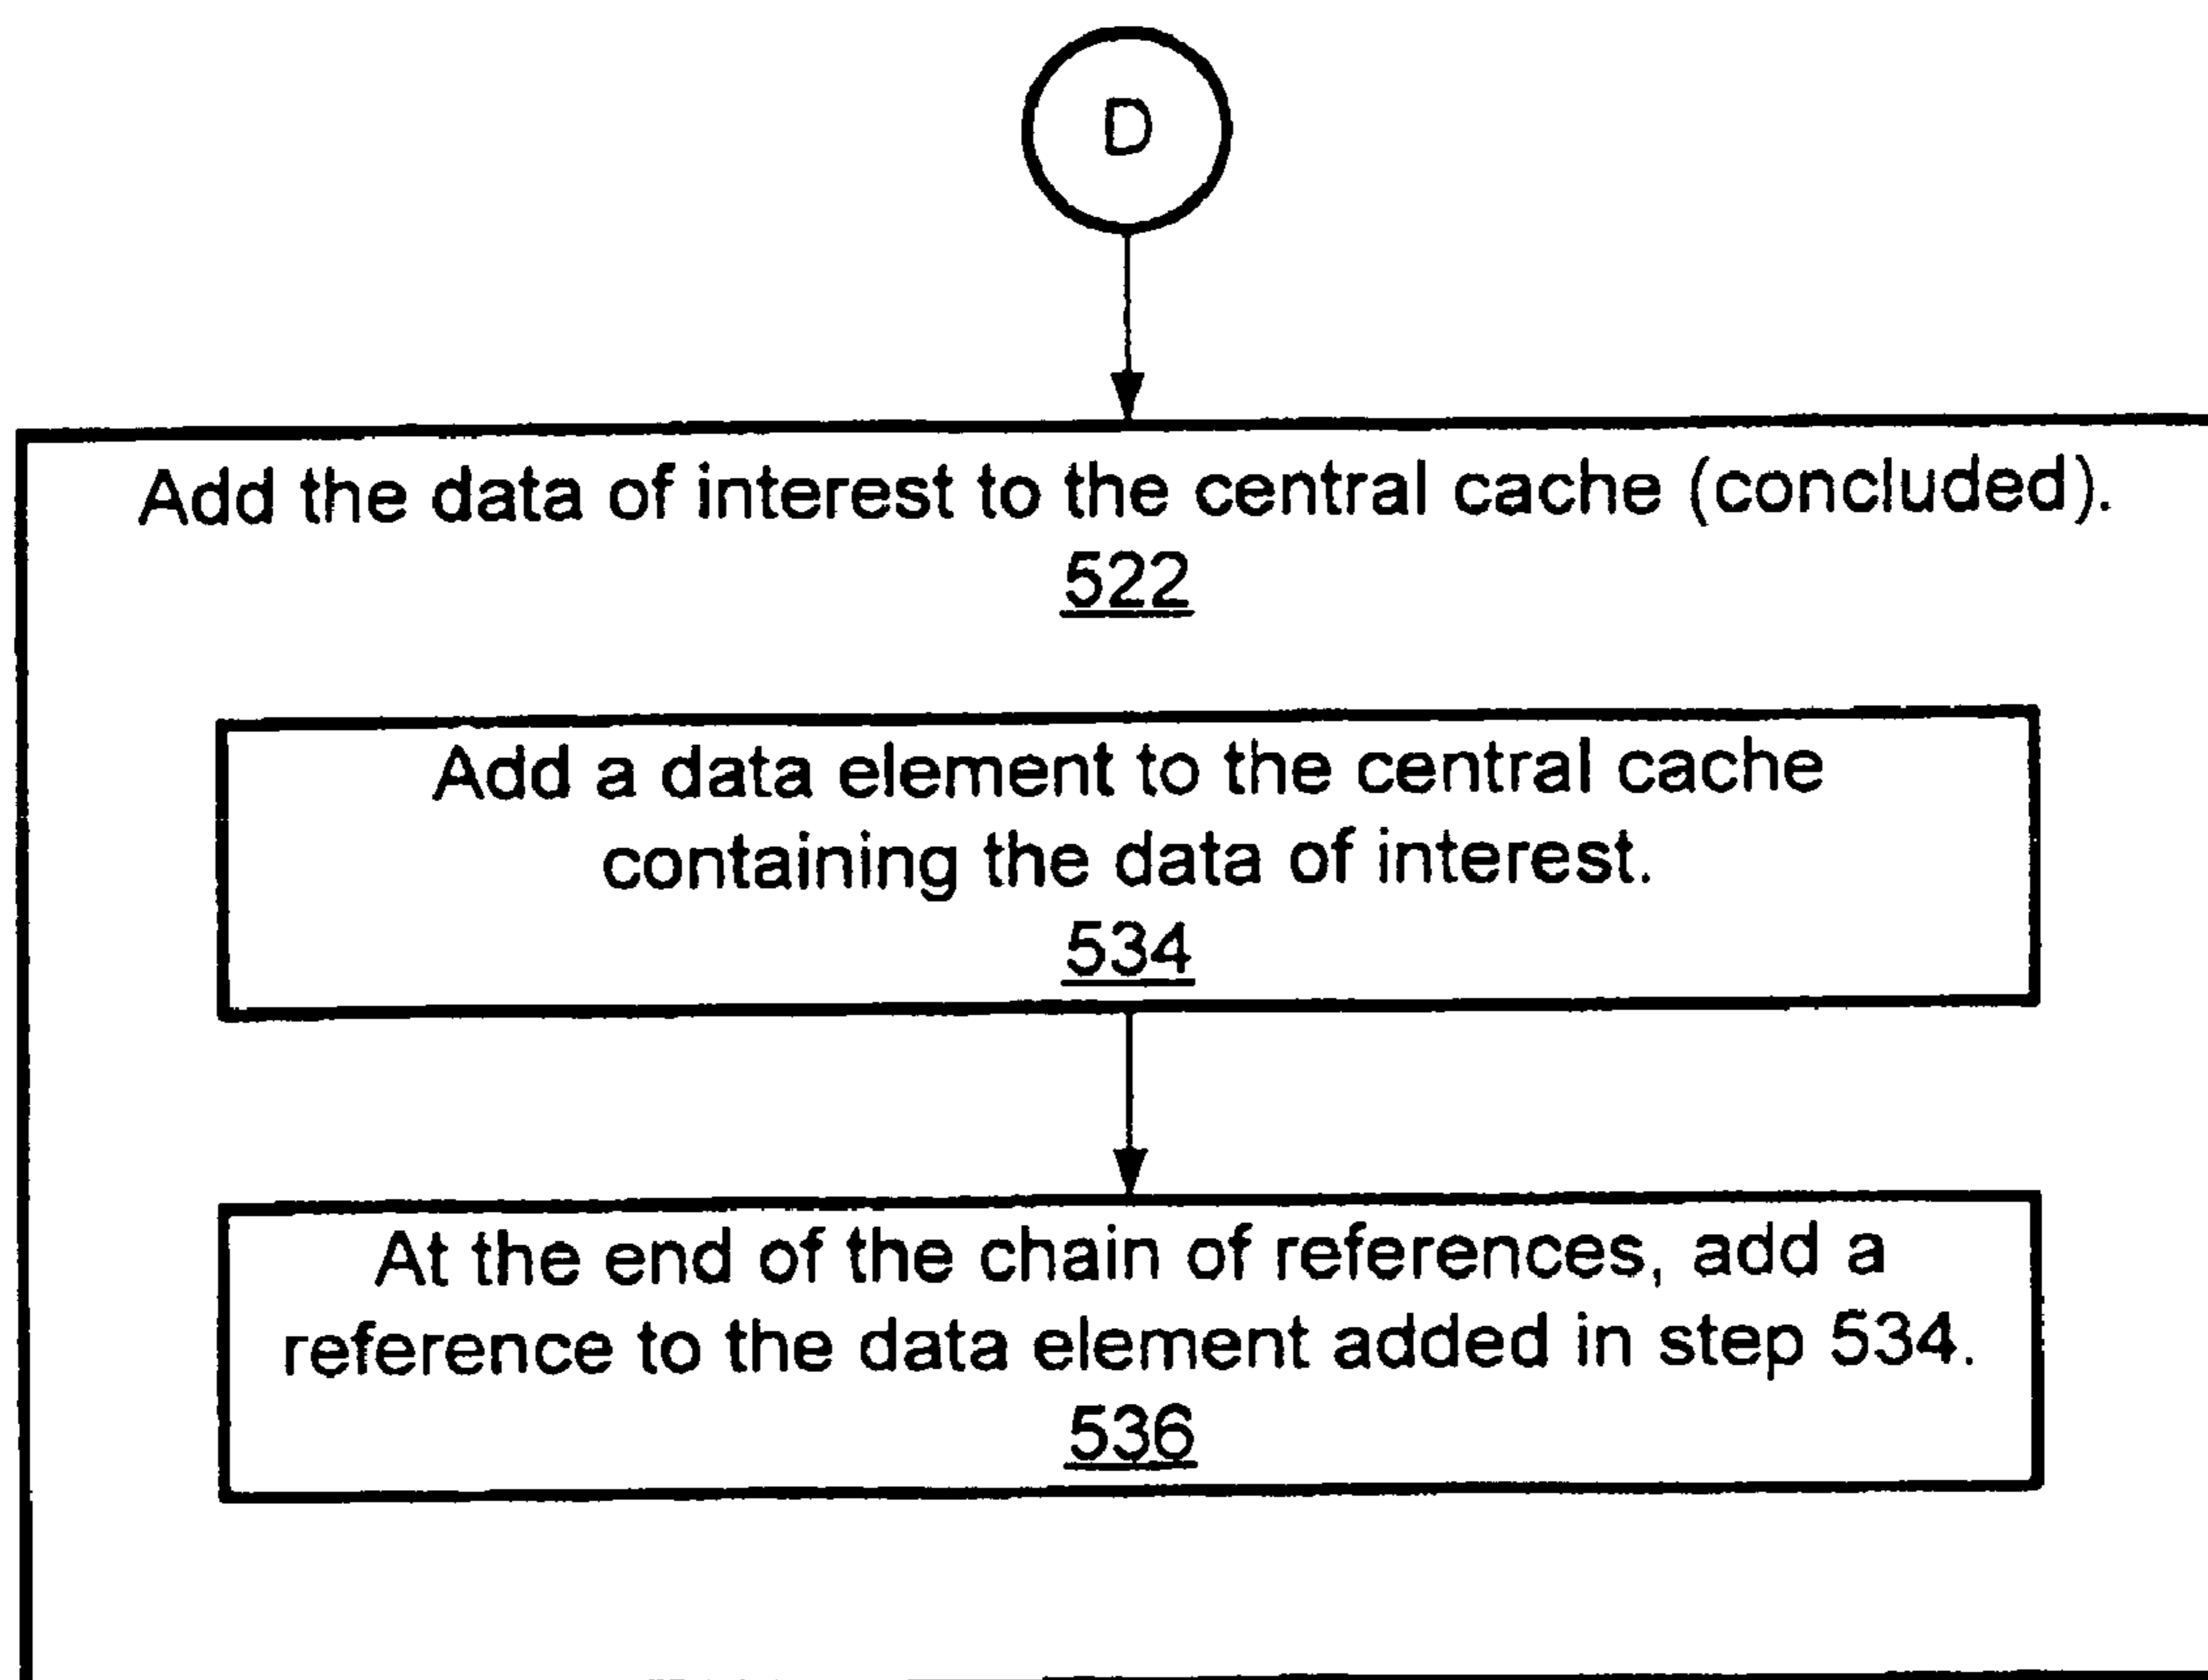 D
Add the data of interest to the central cache (concluded).
522
Add a data element to the central cache
containing the data of interest.
534
At the end of the chain of references, add a
reference to the data element added in step 534.
536